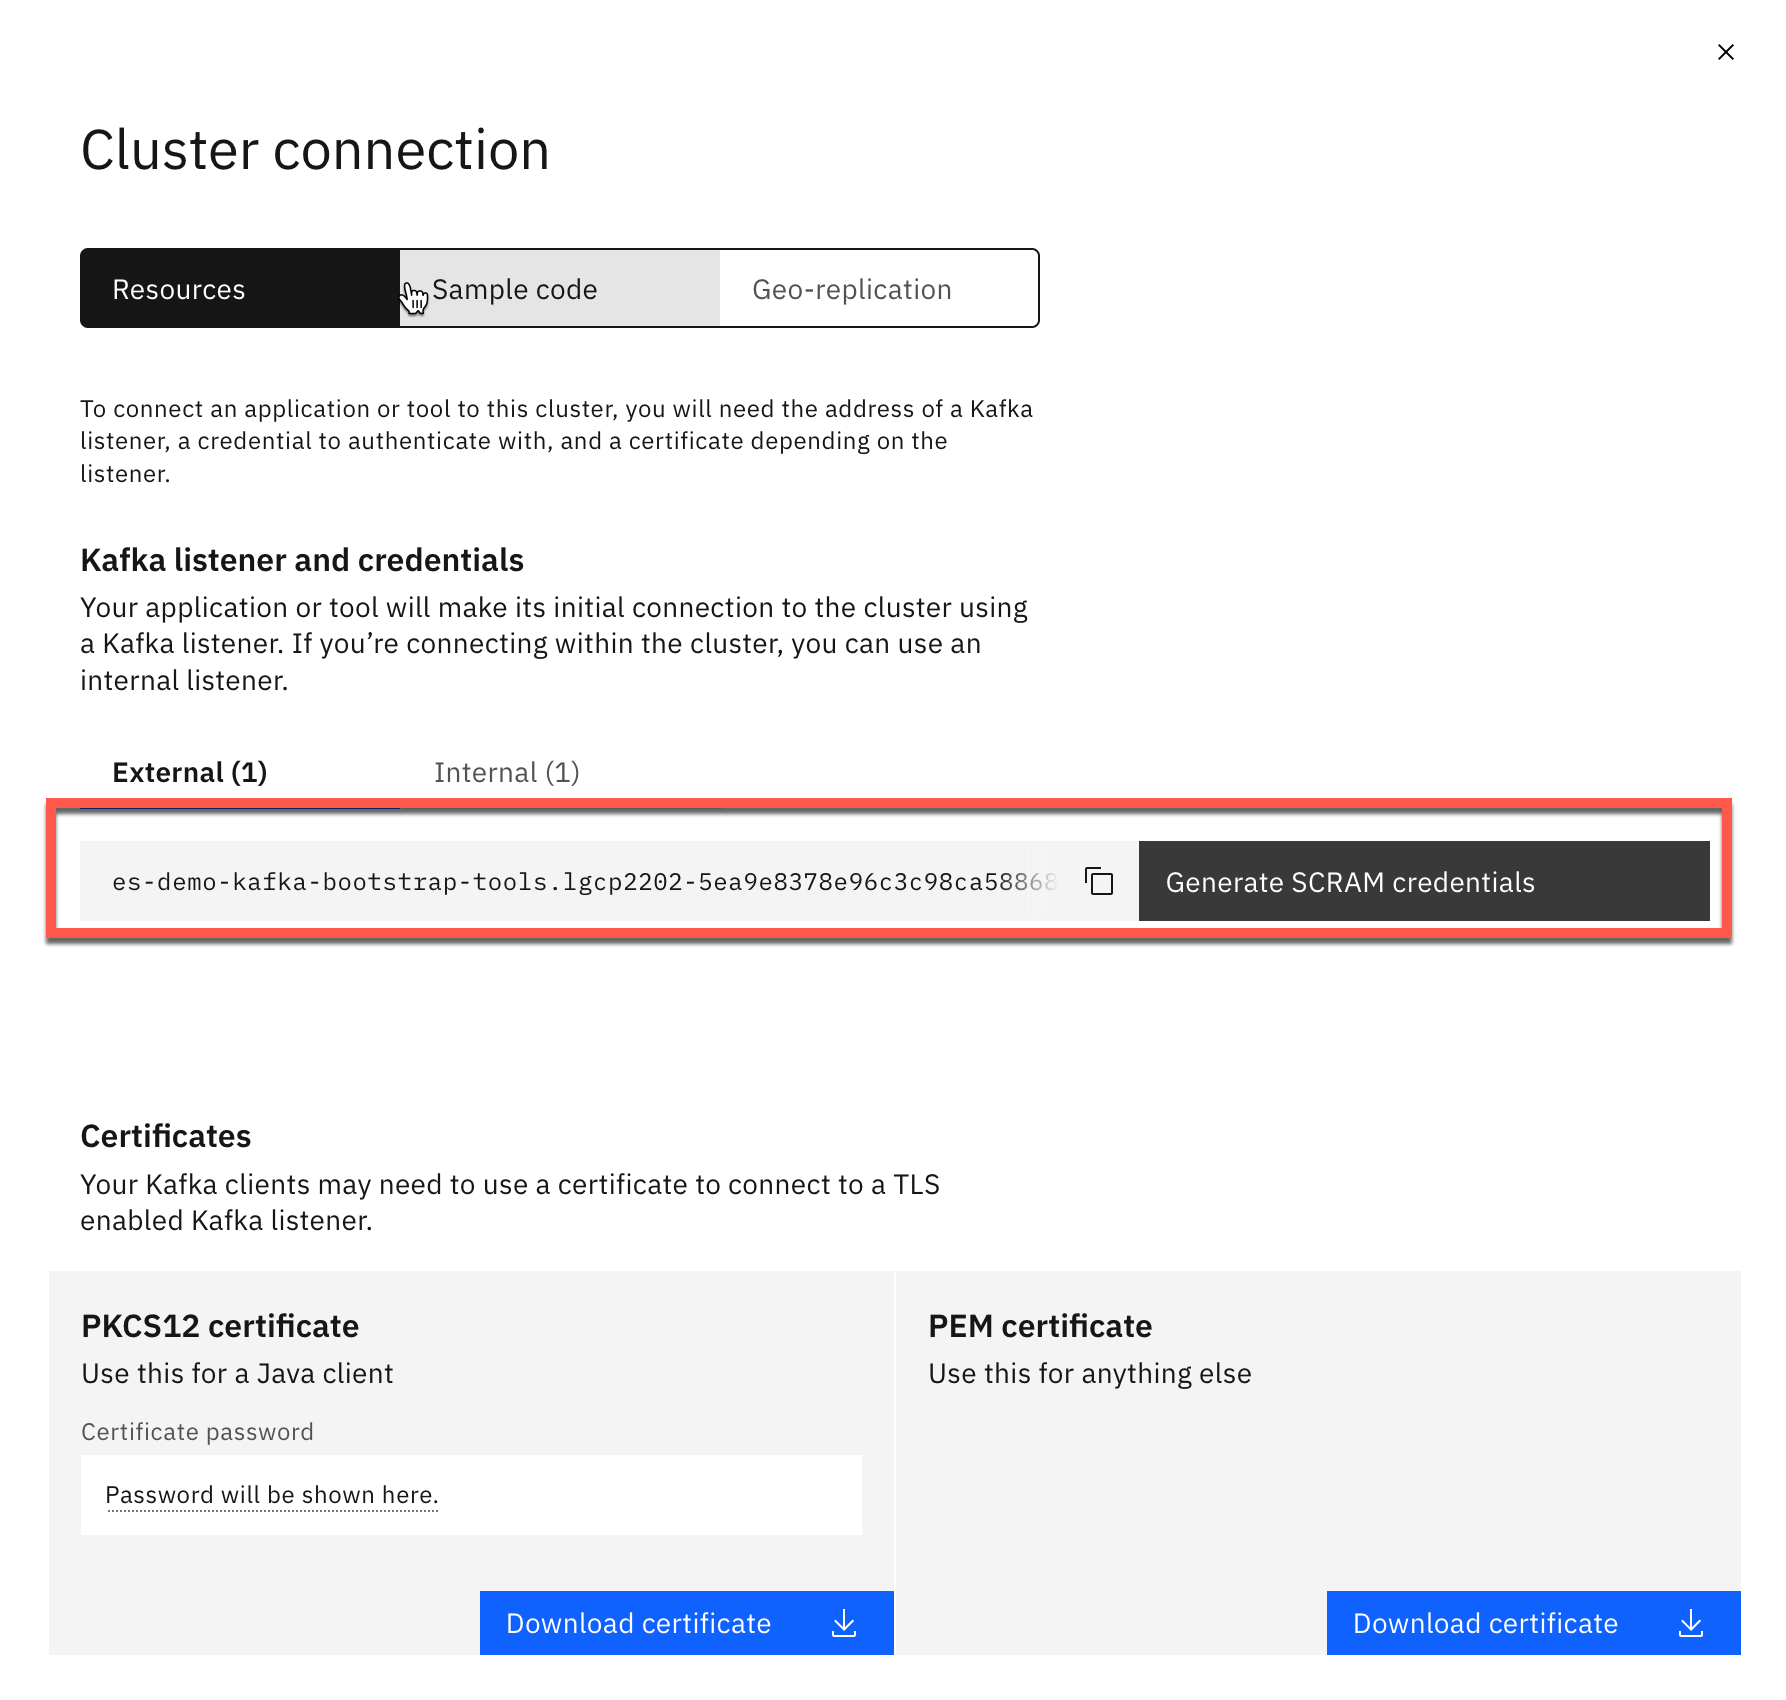 Cluster connection
Resources
Sample code
Geo-replication
To connect an application or tool to this cluster, you will need the address of a Kafka
listener, a credential to authenticate with, and a certificate depending on the
listener.
Kafka listener and credentials
Your application or tool will make its initial connection to the cluster using
a Kafka listener. If you’re connecting within the cluster, you can use an
internal listener.
External (1)
Internal (1)
es-demo-kafka-bootstrap-tools.lgcp2202-5ea9e8378e96c3c98ca58868
Generate SCRAM credentials
Certificates
Your Kafka clients may need to use a certificate to connect to a TLS
enabled Kafka listener.
PKCS12 certificate
Use this for a Java client
Certificate password
Password will be shown here.
Download certificate
PEM certificate
Use this for anything else
Download certificate